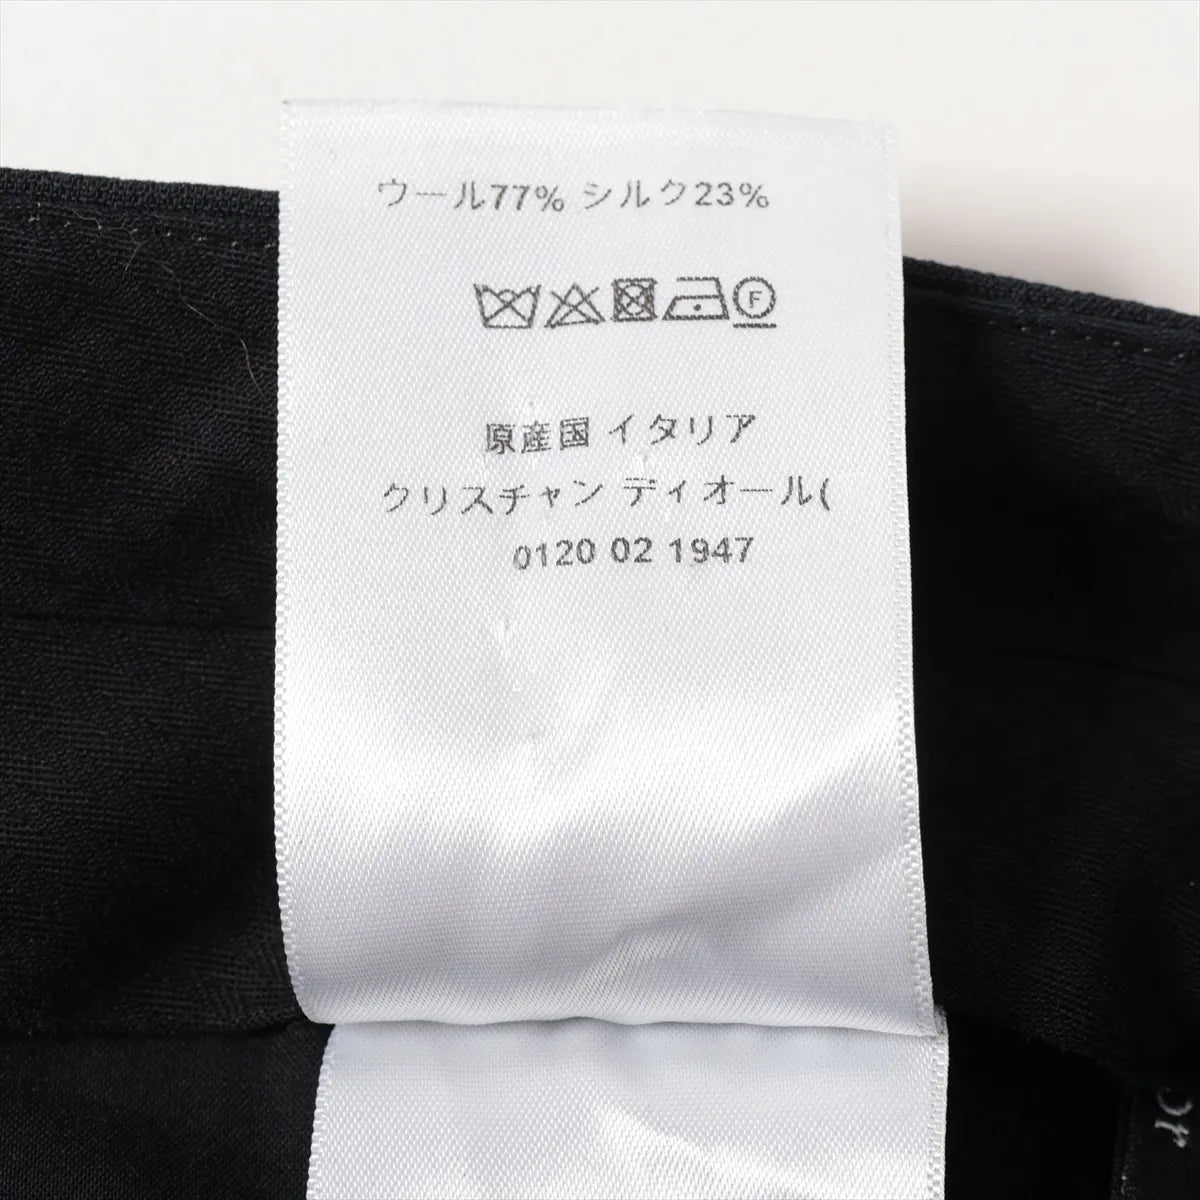 ウール77% シルク23%
F
原産国 イタリア
クリスチャン ディオール(
0120 02 1947
or